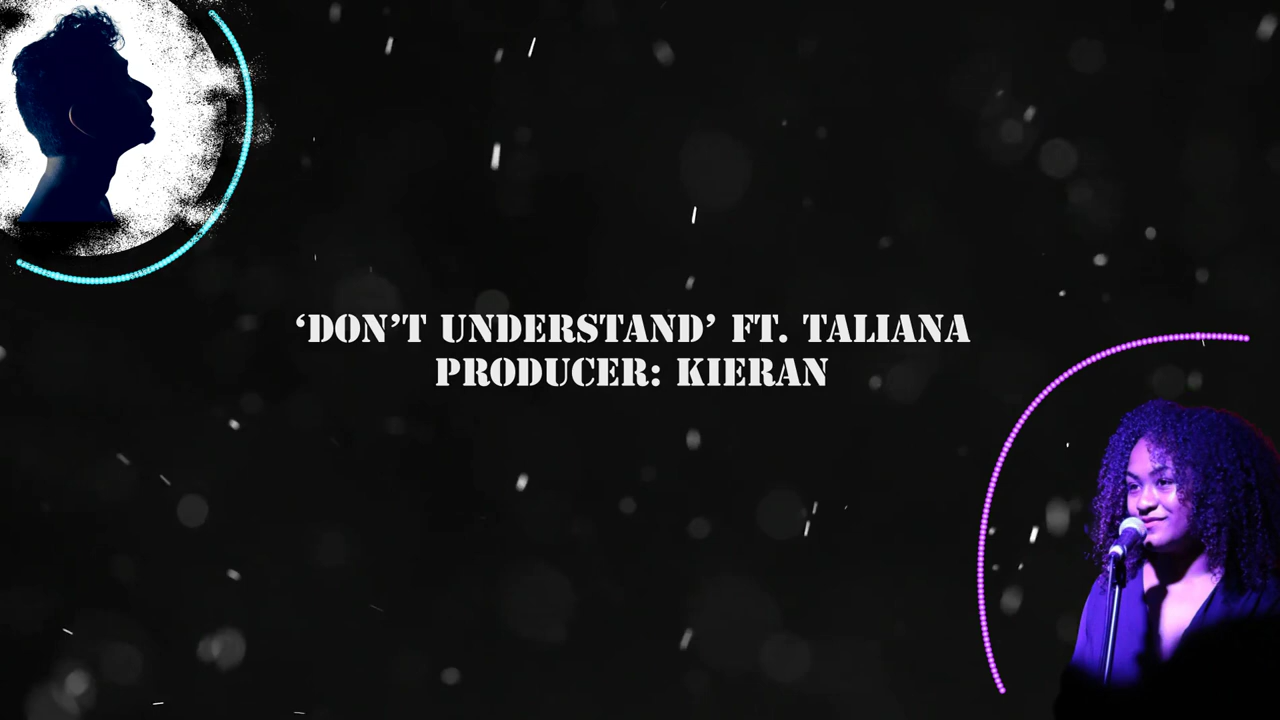 ‘DON’T UNDERSTAND’ FT. TALIANA
PRODUCER: KIERAN